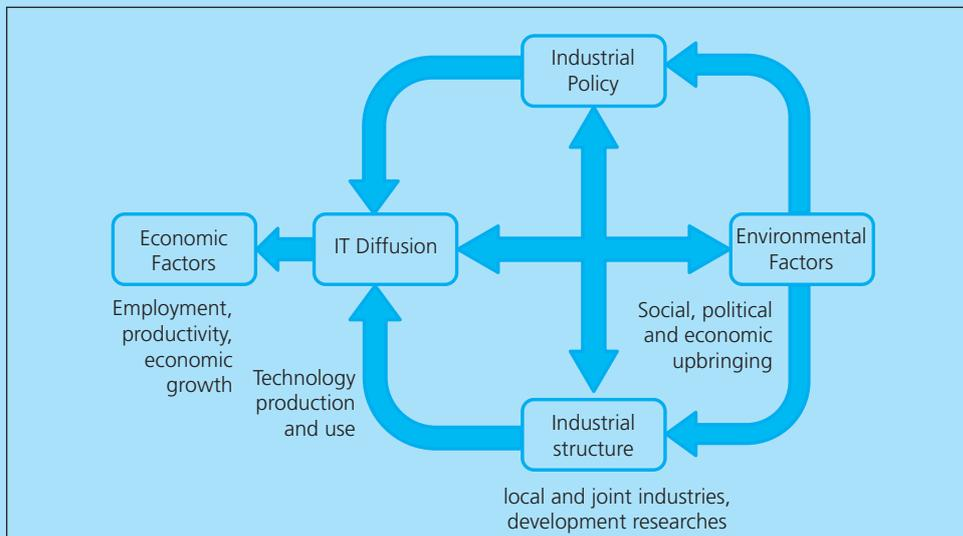 Industrial
Policy
Economic
Factors
IT Diffusion
Environmental
Factors
Employment,
productivity,
economic
growth
Social, political
and economic
upbringing
Technology
production
and use
Industrial
structure
local and joint industries,
development researches